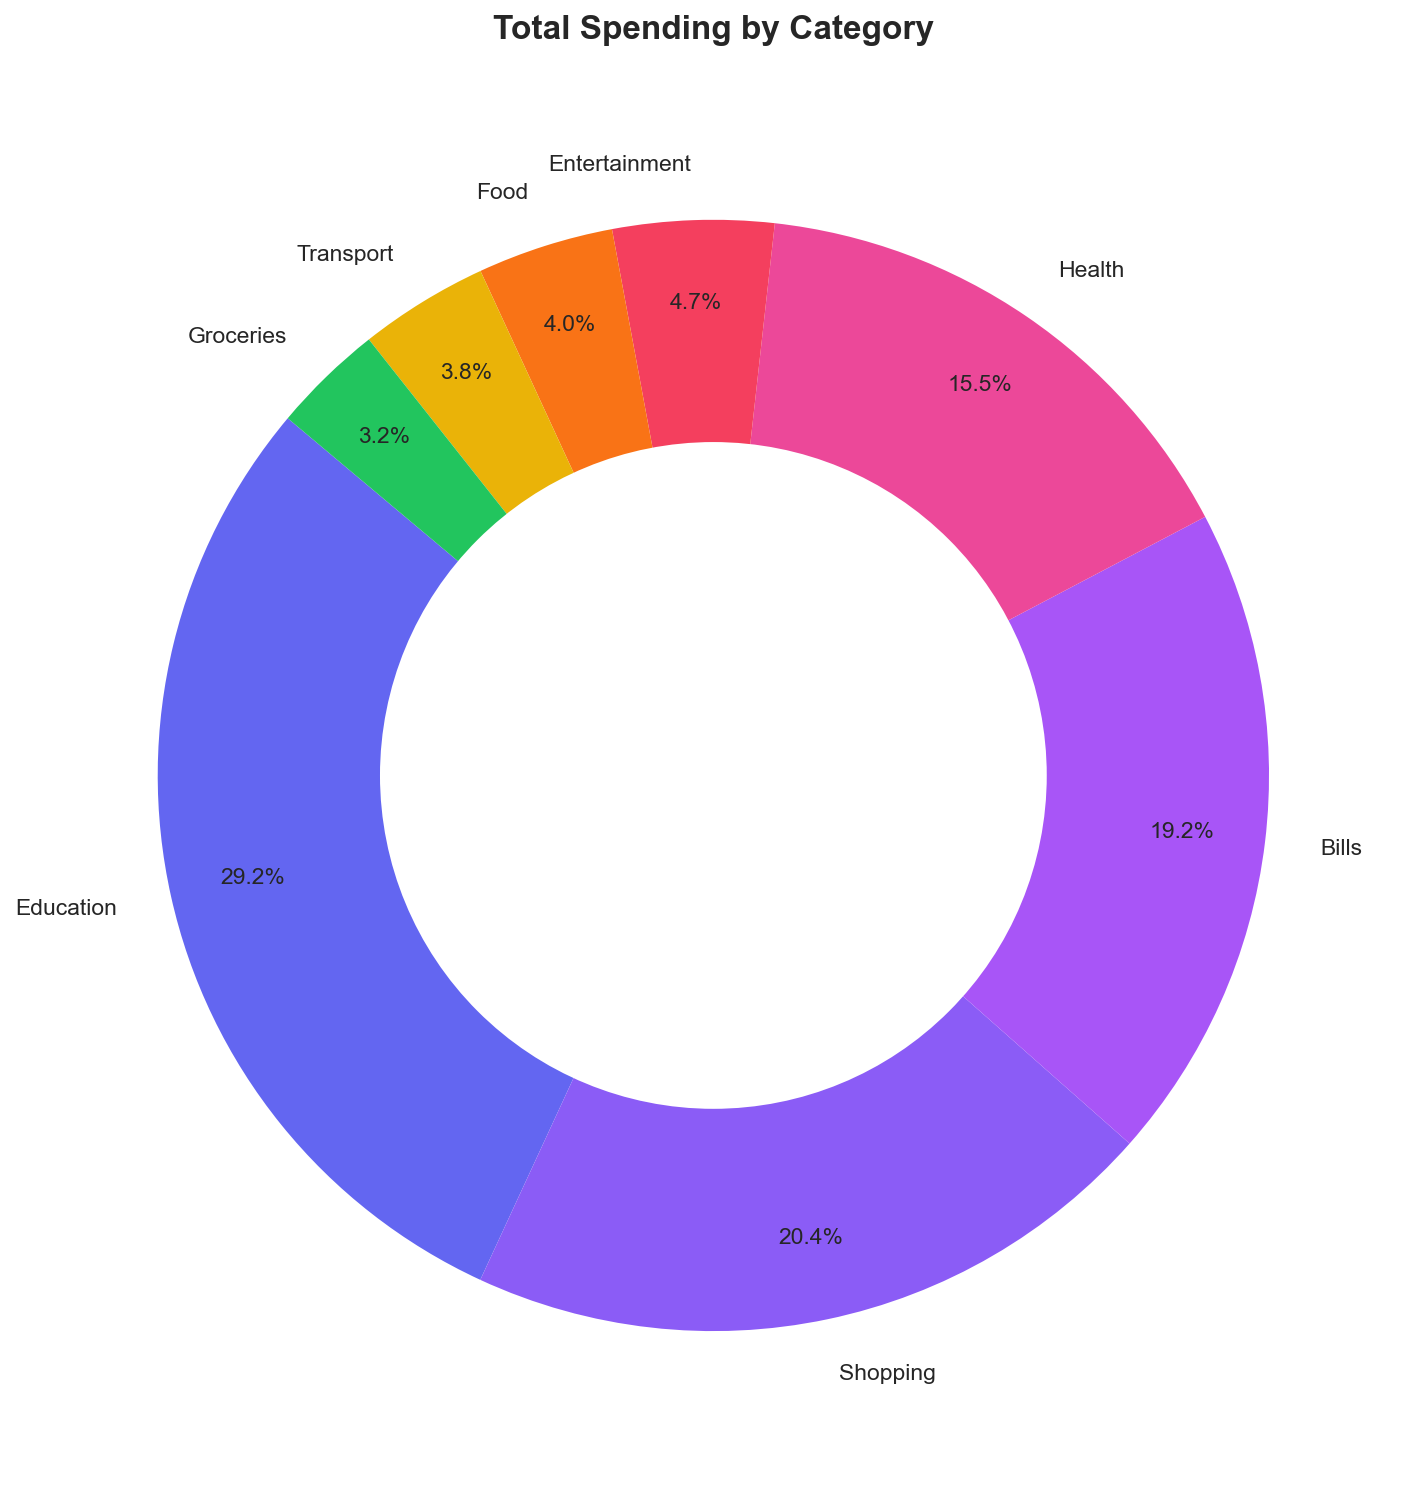 Total Spending by Category
Entertainment
Food
Transport
Health
Groceries
4.7%
4.0%
3.8%
15.5%
3.2%
19.2%
Bills
29.2%
Education
20.4%
Shopping